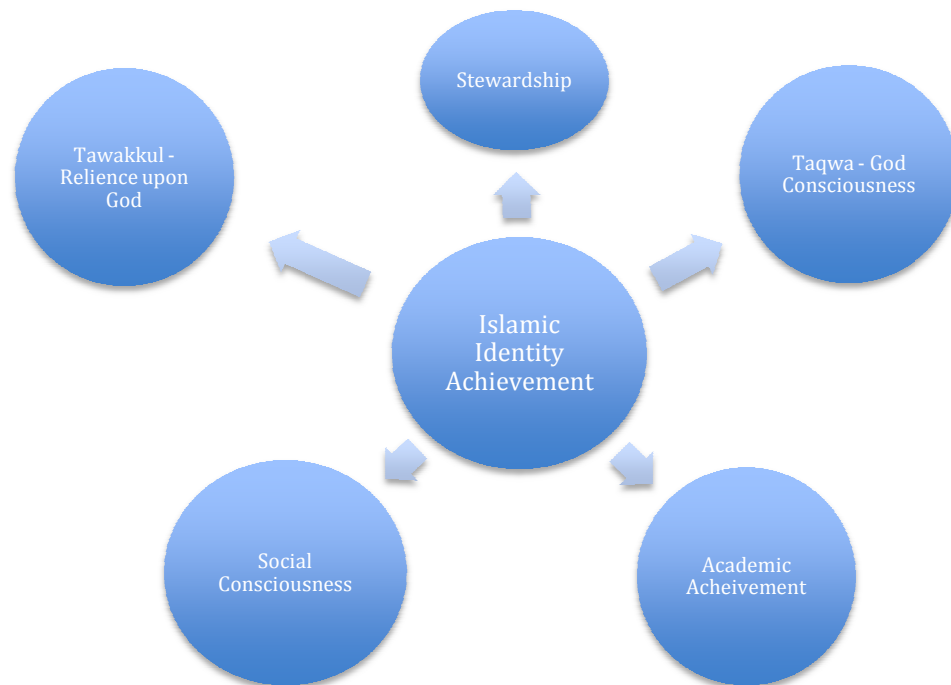 Stewardship
Tawakkul -
Relience upon
God
Taqwa - God
Consciousness
Islamic
Identity
Achievement
Social
Consciousness
Academic
Acheivement